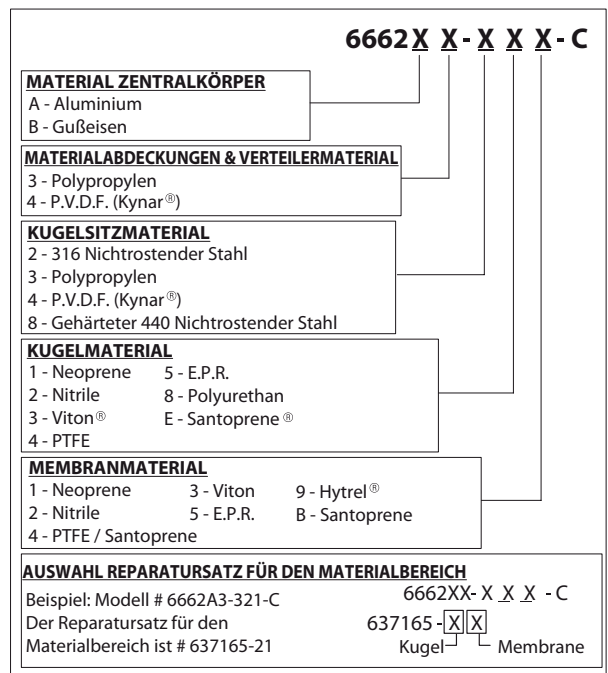 6662 X X - X X X - C
MATERIAL ZENTRALKÖRPER
A - Aluminium
B - Gußeisen
MATERIALABDECKUNGEN & VERTEILERMATERIAL
3 - Polypropylen
4 - P.V.D.F. (Kynar®)
KUGELSITZMATERIAL
2 - 316 Nichtrostender Stahl
3 - Polypropylen
4 - P.V.D.F. (Kynar®)
8 - Gehärteter 440 Nichtrostender Stahl
KUGELMATERIAL
1 - Neoprene 5 - E.P.R.
2 - Nitrile 8 - Polyurethan
3 - Viton® E - Santoprene®
4 - PTFE
MEMBRANMATERIAL
1 - Neoprene 3 - Viton 9 - Hytrel®
2 - Nitrile 5 - E.P.R. B - Santoprene
4 - PTFE / Santoprene
AUSWAHL REPARATURSATZ FÜR DEN MATERIALBEREICH
Beispiel: Modell # 6662A3-321-C 6662XX- X X X - C
Der Reparatursatz für den 637165 - X X
Materialbereich ist # 637165-21 Kugel Membrane